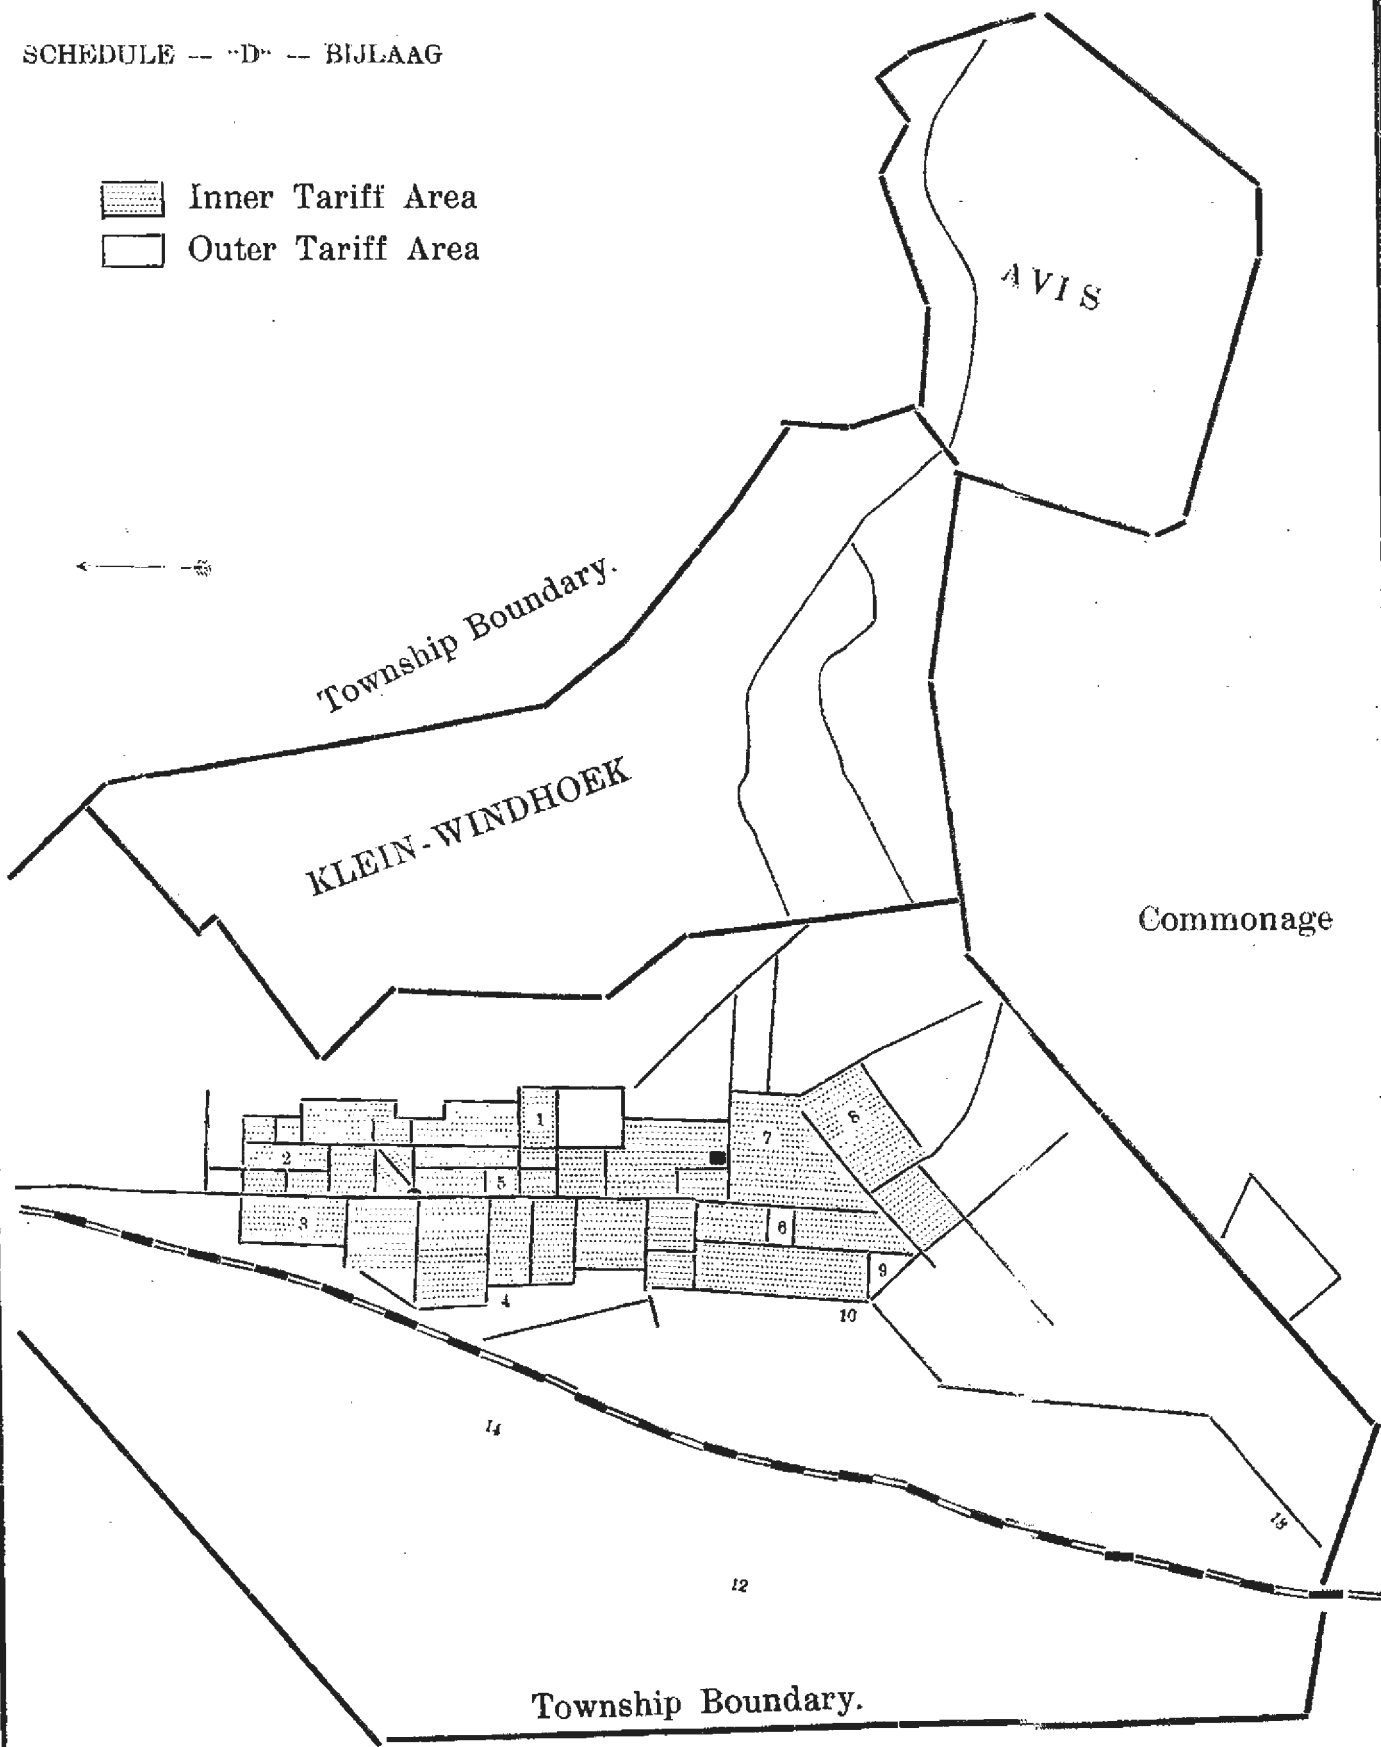 SCHEDULE -- "D" -- BIJLAAG
Inner Tariff Area
Outer Tariff Area
AVIS
Township Boundary.
KLEIN-WINDHOEK
Commonage
1
2
3
4
5
6
7
8
9
10
14
12
Township Boundary.